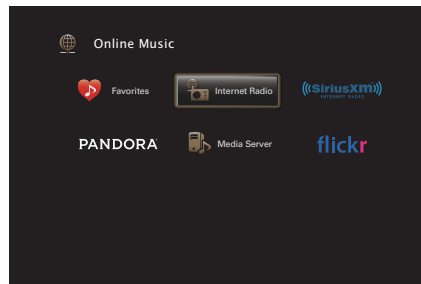 Online Music
Favorites
Internet Radio
((SiriusXM))
INTERNET RADIO
PANDORA
Media Server
flickr